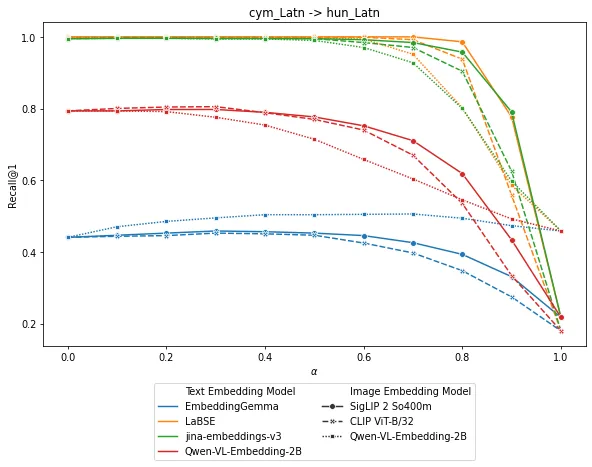 cym_Latn -> hun_Latn
Recall@1
1.0
0.8
0.6
0.4
0.2
0.0 0.2 0.4 0.6 0.8 1.0
α
Text Embedding Model Image Embedding Model
EmbeddingGemma SigLIP 2 So400m
LaBSE CLIP ViT-B/32
jina-embeddings-v3 Qwen-VL-Embedding-2B
Qwen-VL-Embedding-2B